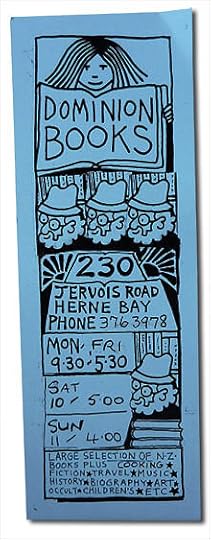 DOMINION
BOOKS
230
JERVOIS ROAD
HERNE BAY
PHONE 376 3978
MON - FRI
9·30 - 5·30
SAT
10 / 5·00
SUN
11 / 4·00
LARGE SELECTION OF N·Z·
BOOKS PLUS COOKING★
FICTION★TRAVEL★MUSIC★
HISTORY★BIOGRAPHY★ART★
OCCULT★CHILDREN'S★ETC★